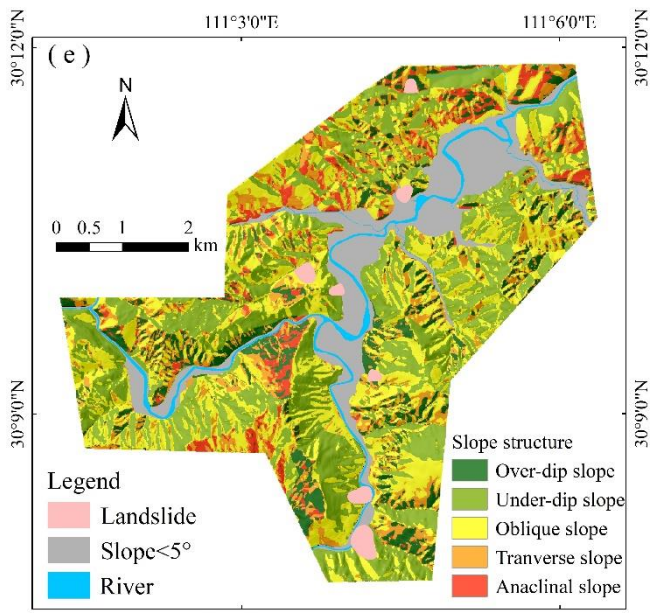 111°3'0"E
111°6'0"E
30°12'0"N
30°12'0"N
(e)
N
0 0.5 1 2
km
30°9'0"N
30°9'0"N
Legend
Landslide
Slope<5°
River
Slope structure
Over-dip slope
Under-dip slope
Oblique slope
Tranverse slope
Anaclinal slope